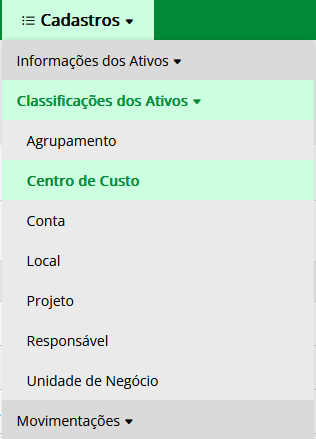 Cadastros
Informações dos Ativos
Classificações dos Ativos
Agrupamento
Centro de Custo
Conta
Local
Projeto
Responsável
Unidade de Negócio
Movimentações